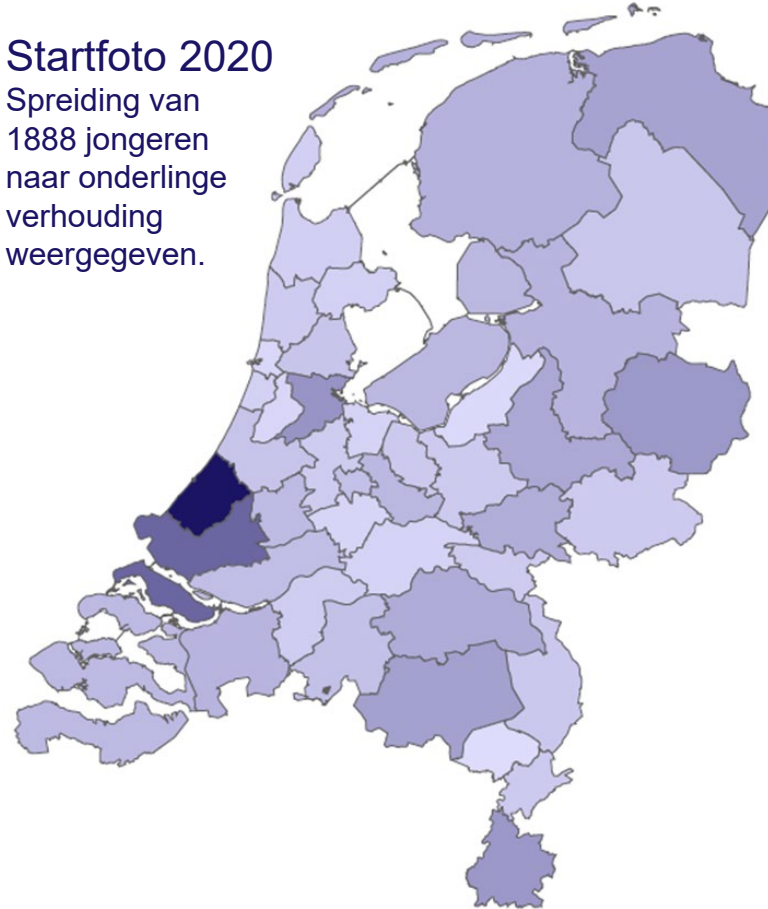 Startfoto 2020
Spreiding van
1888 jongeren
naar onderlinge
verhouding
weergegeven.